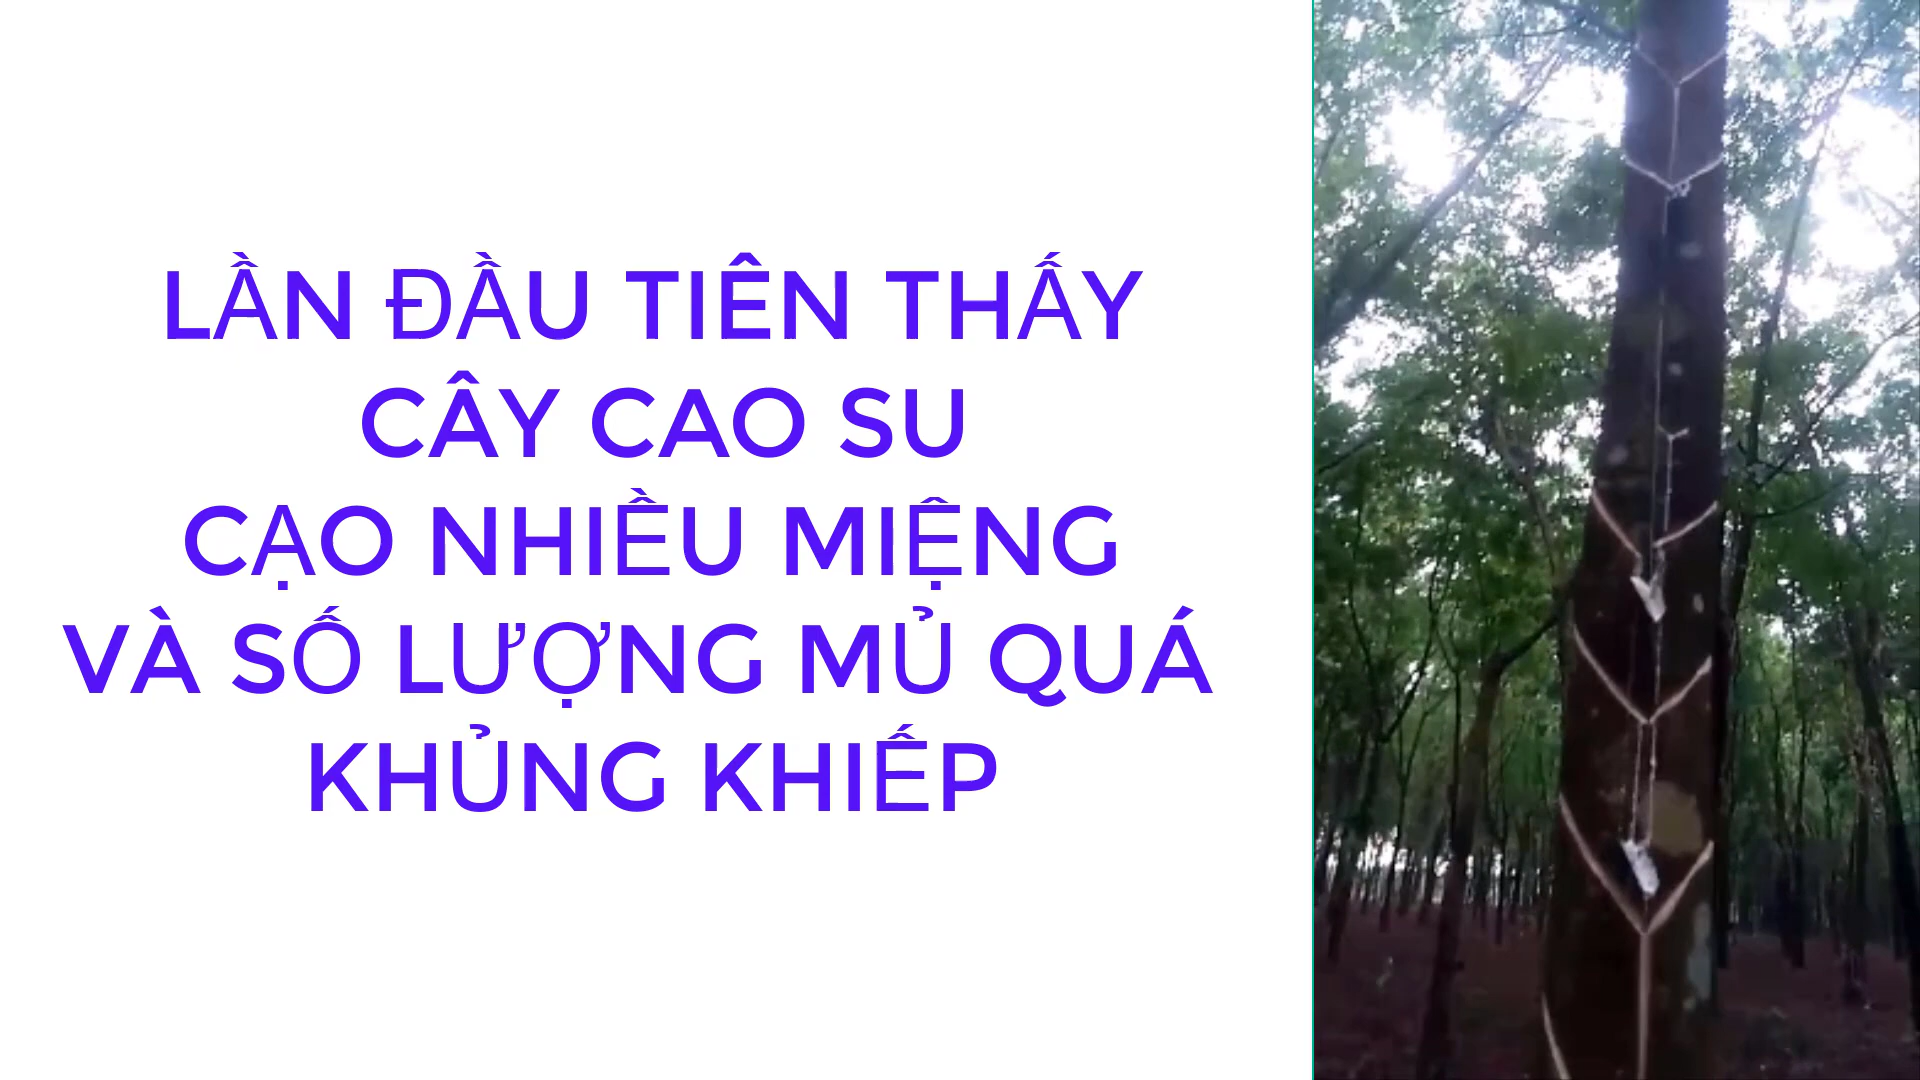 LẦN ĐẦU TIÊN THẤY
CÂY CAO SU
CẠO NHIỀU MIỆNG
VÀ SỐ LƯỢNG MỦ QUÁ
KHỦNG KHIẾP